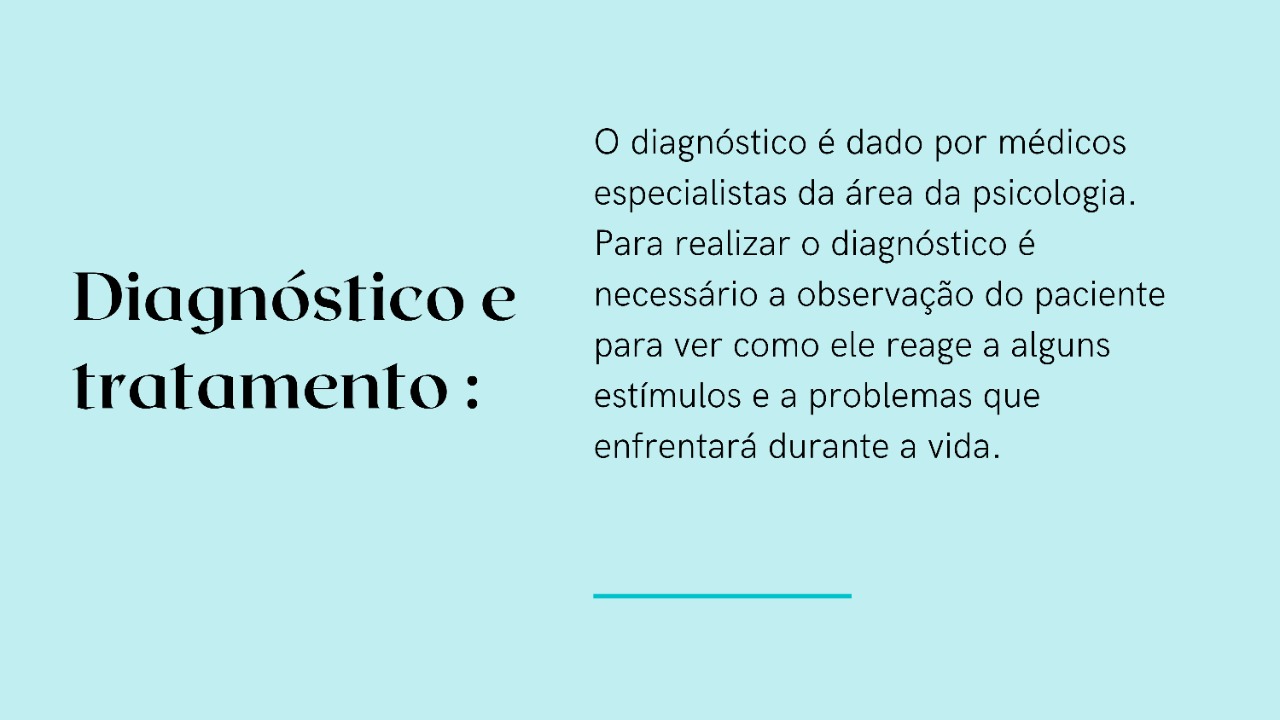 Diagnóstico e
tratamento :
O diagnóstico é dado por médicos
especialistas da área da psicologia.
Para realizar o diagnóstico é
necessário a observação do paciente
para ver como ele reage a alguns
estímulos e a problemas que
enfrentará durante a vida.